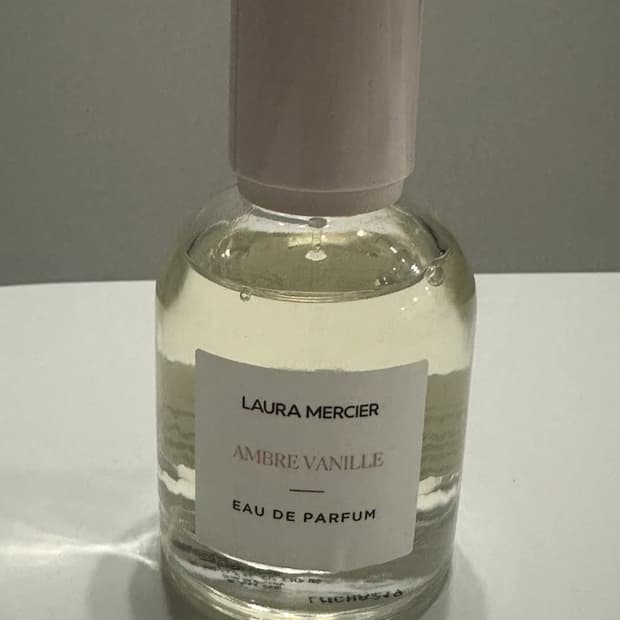 LAURA MERCIER
AMBRE VANILLE
EAU DE PARFUM